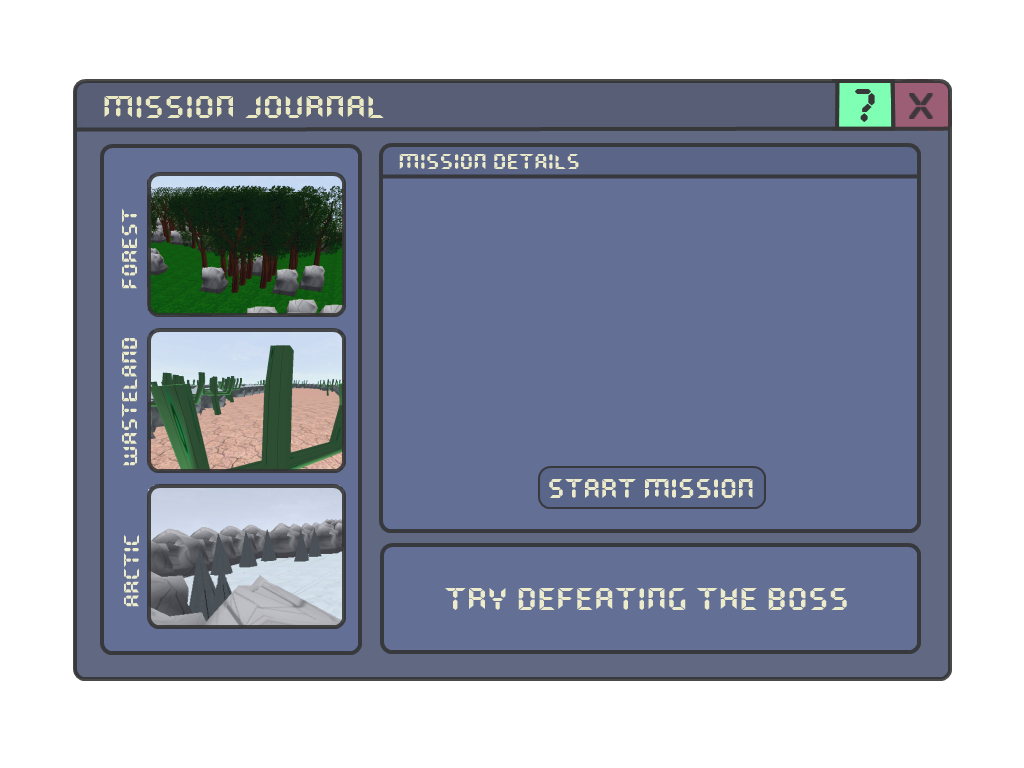 MISSION JOURNAL
?
X
MISSION DETAILS
FOREST
WASTELAND
ARCTIC
START MISSION
TRY DEFEATING THE BOSS